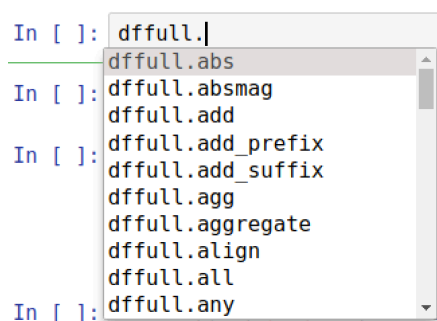 In [ ]: dffull.
dffull.abs
In [ ]: dffull.absmag
dffull.add
In [ ]: dffull.add_prefix
dffull.add_suffix
dffull.agg
dffull.aggregate
dffull.align
dffull.all
In [ ]: dffull.any